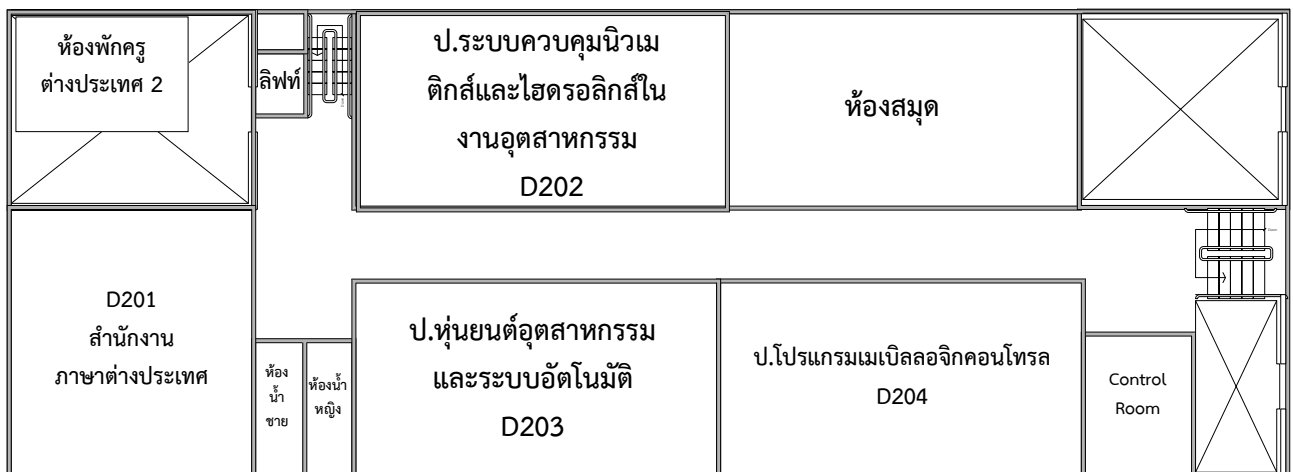 ห้องพักครู
ต่างประเทศ 2
ลิฟท์
ป.ระบบควบคุมนิวเม
ติกส์และไฮดรอลิกส์ใน
งานอุตสาหกรรม
D202
ห้องสมุด
D201
สำนักงาน
ภาษาต่างประเทศ
ห้อง
น้ำ
ชาย
ห้องน้ำ
หญิง
ป.หุ่นยนต์อุตสาหกรรม
และระบบอัตโนมัติ
D203
ป.โปรแกรมเมเบิลลอจิกคอนโทรล
D204
Control
Room